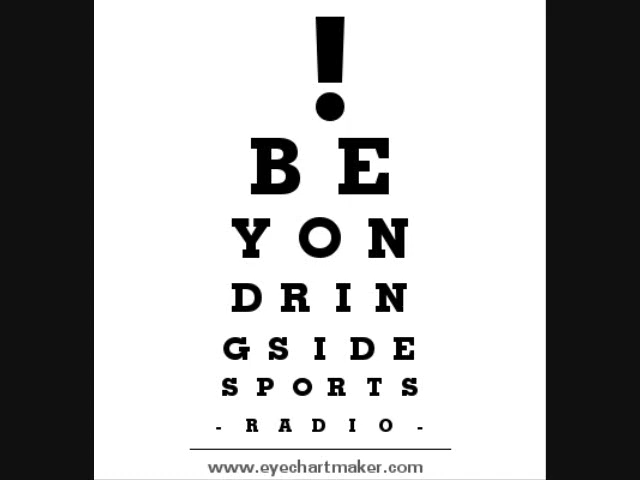 !
B E
Y O N
D R I N
G S I D E
S P O R T S
- R A D I O -
www.eyechartmaker.com